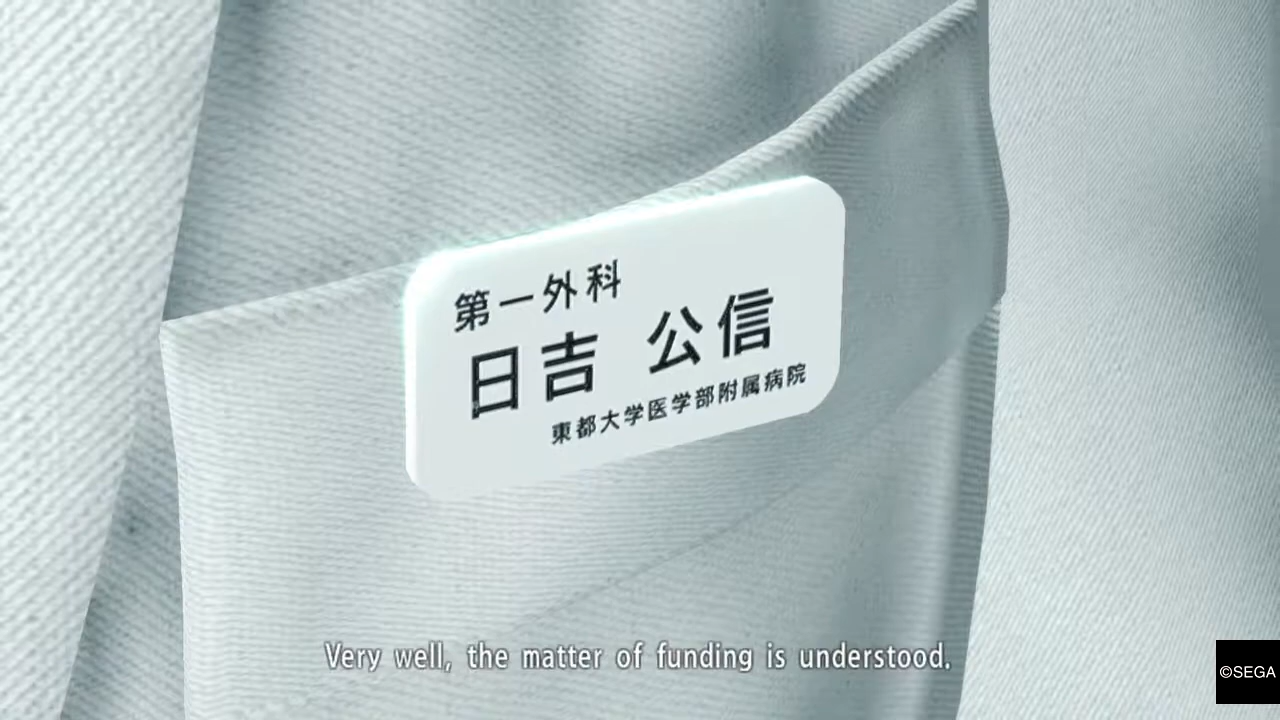 第一外科
日吉 公信
東都大学医学部附属病院
Very well, the matter of funding is understood.
©SEGA